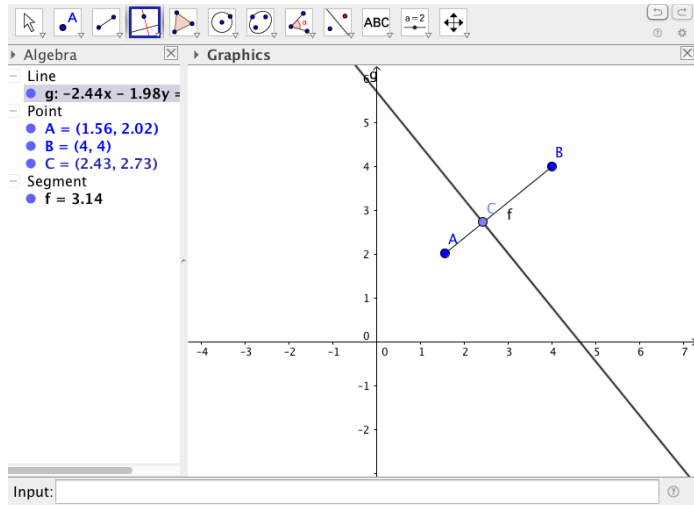 A
α
ABC
a=2
Algebra
Graphics
Line
g: -2.44x - 1.98y =
Point
A = (1.56, 2.02)
B = (4, 4)
C = (2.43, 2.73)
Segment
f = 3.14
g
6
5
4
3
2
1
0
-1
-2
-4
-3
-2
-1
0
1
2
3
4
5
6
7
A
B
C
f
Input: